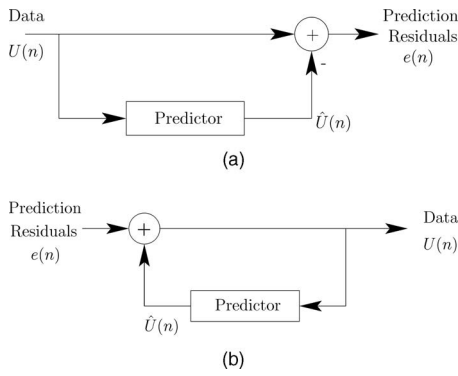 Data
U(n)
+
Prediction
Residuals
e(n)
-
Predictor
Û(n)
(a)
Prediction
Residuals
e(n)
+
Data
U(n)
Predictor
Û(n)
(b)